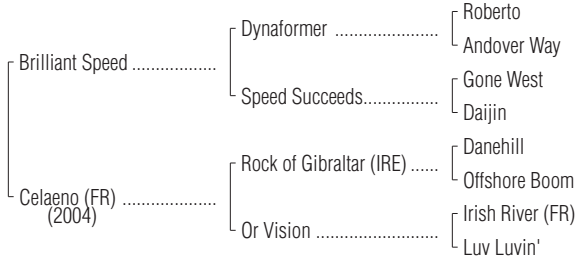 Roberto
Dynaformer ........................
Andover Way
Brilliant Speed ...................
Gone West
Speed Succeeds.................
Daijin
Danehill
Rock of Gibraltar (IRE) ......
Offshore Boom
Celaeno (FR) .....................
(2004)
Irish River (FR)
Or Vision ............................
Luv Luvin'